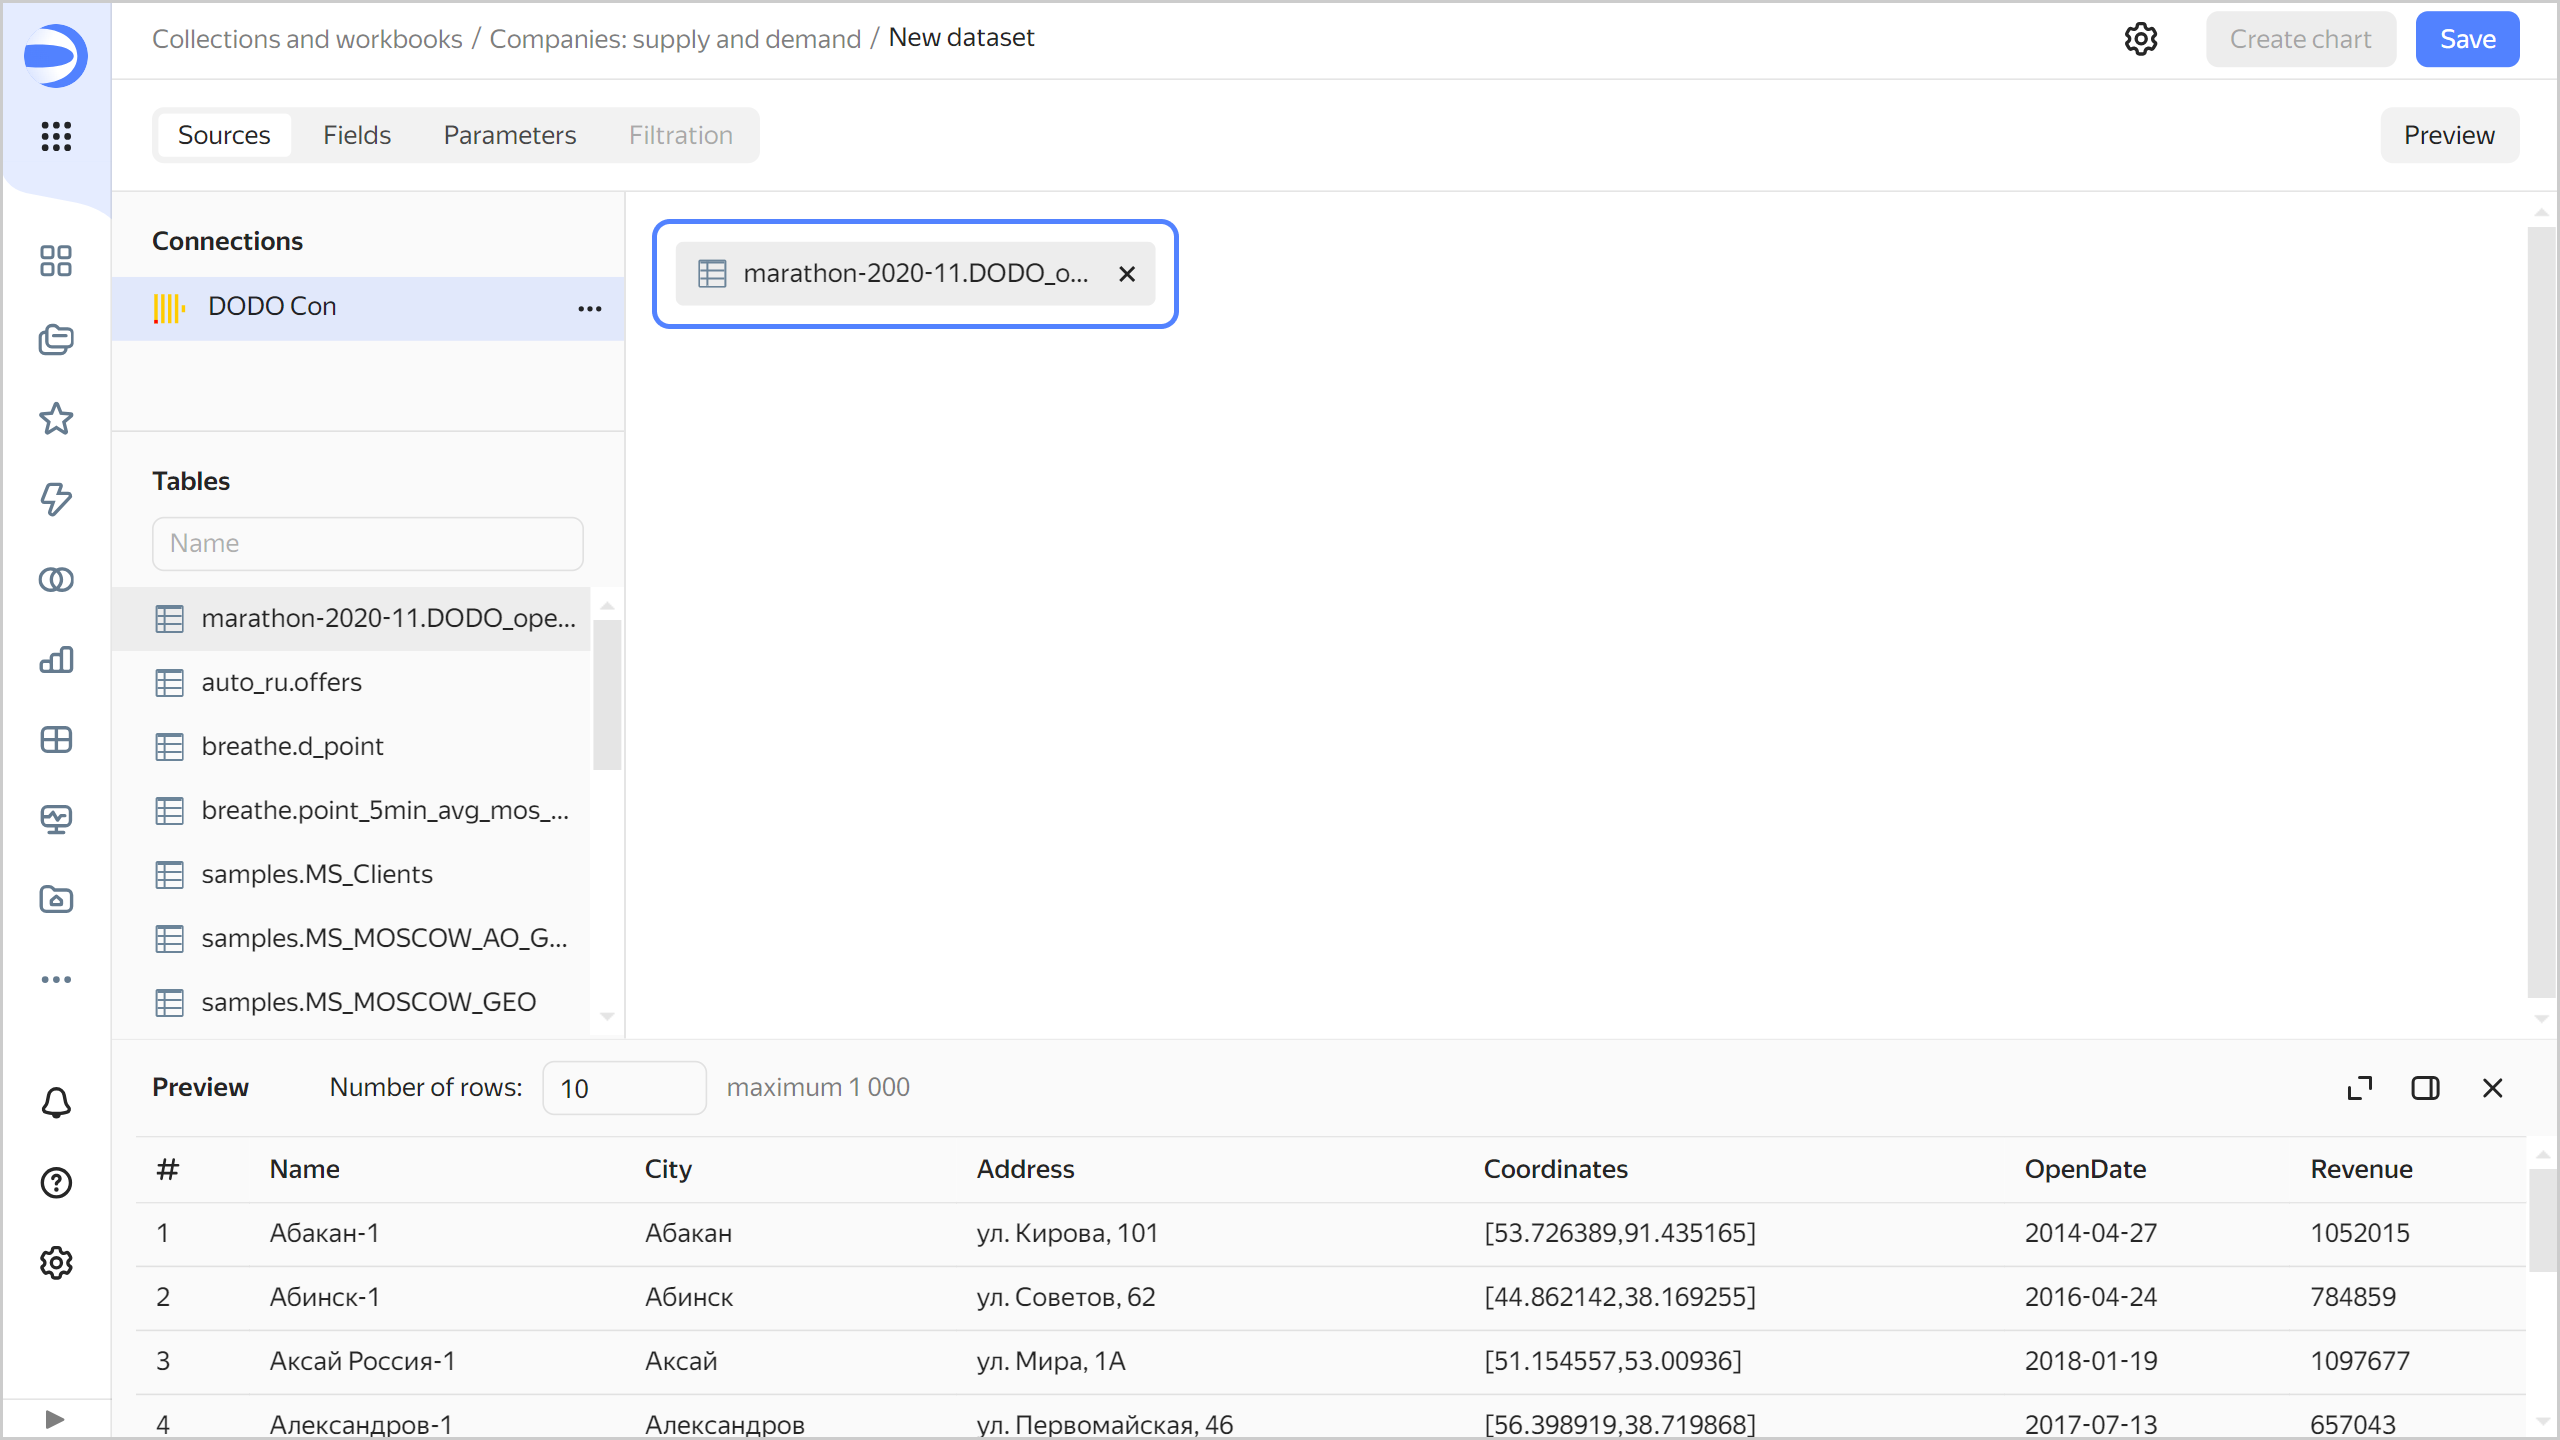 Collections and workbooks / Companies: supply and demand / New dataset
Create chart
Save
Sources
Fields
Parameters
Filtration
Preview
Connections
DODO Con
marathon-2020-11.DODO_o...
Tables
Name
marathon-2020-11.DODO_ope...
auto_ru.offers
breathe.d_point
breathe.point_5min_avg_mos_...
samples.MS_Clients
samples.MS_MOSCOW_AO_G...
samples.MS_MOSCOW_GEO
Preview Number of rows: 10 maximum 1 000
# Name City Address Coordinates OpenDate Revenue
1 Абакан-1 Абакан ул. Кирова, 101 [53.726389,91.435165] 2014-04-27 1052015
2 Абинск-1 Абинск ул. Советов, 62 [44.862142,38.169255] 2016-04-24 784859
3 Аксай Россия-1 Аксай ул. Мира, 1А [51.154557,53.00936] 2018-01-19 1097677
4 Александров-1 Александров ул. Первомайская, 46 [56.398919,38.719868] 2017-07-13 657043